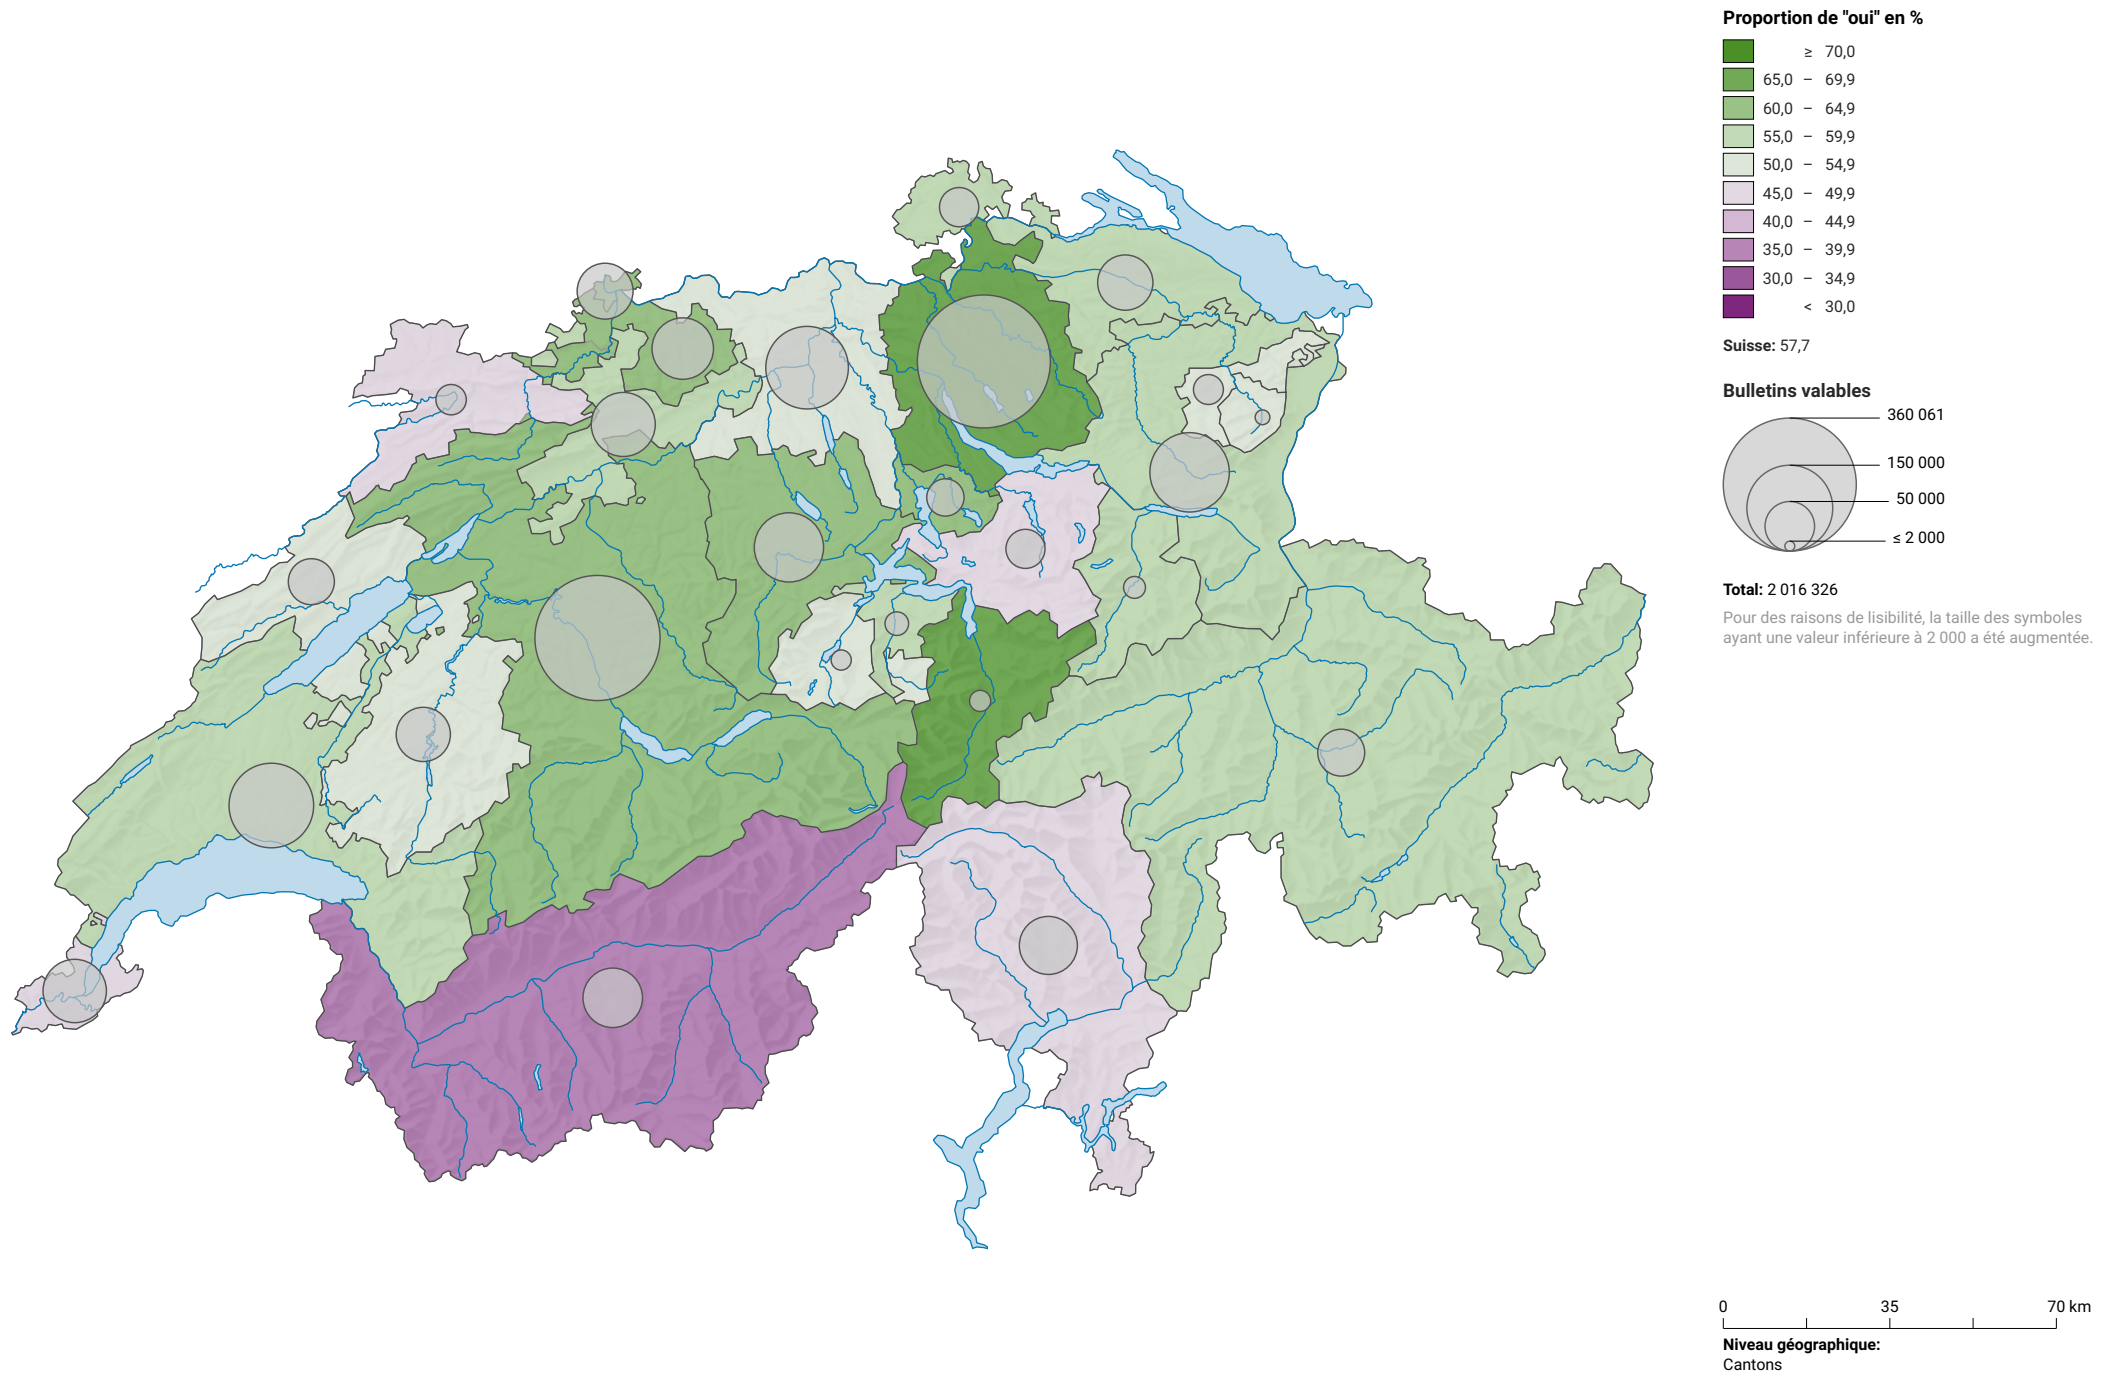 Proportion de "oui" en %
≥ 70,0
65,0 – 69,9
60,0 – 64,9
55,0 – 59,9
50,0 – 54,9
45,0 – 49,9
40,0 – 44,9
35,0 – 39,9
30,0 – 34,9
< 30,0
Suisse: 57,7
Bulletins valables
360 061
150 000
50 000
≤ 2 000
Total: 2 016 326
Pour des raisons de lisibilité, la taille des symboles
ayant une valeur inférieure à 2 000 a été augmentée.
0 35 70 km
Niveau géographique:
Cantons